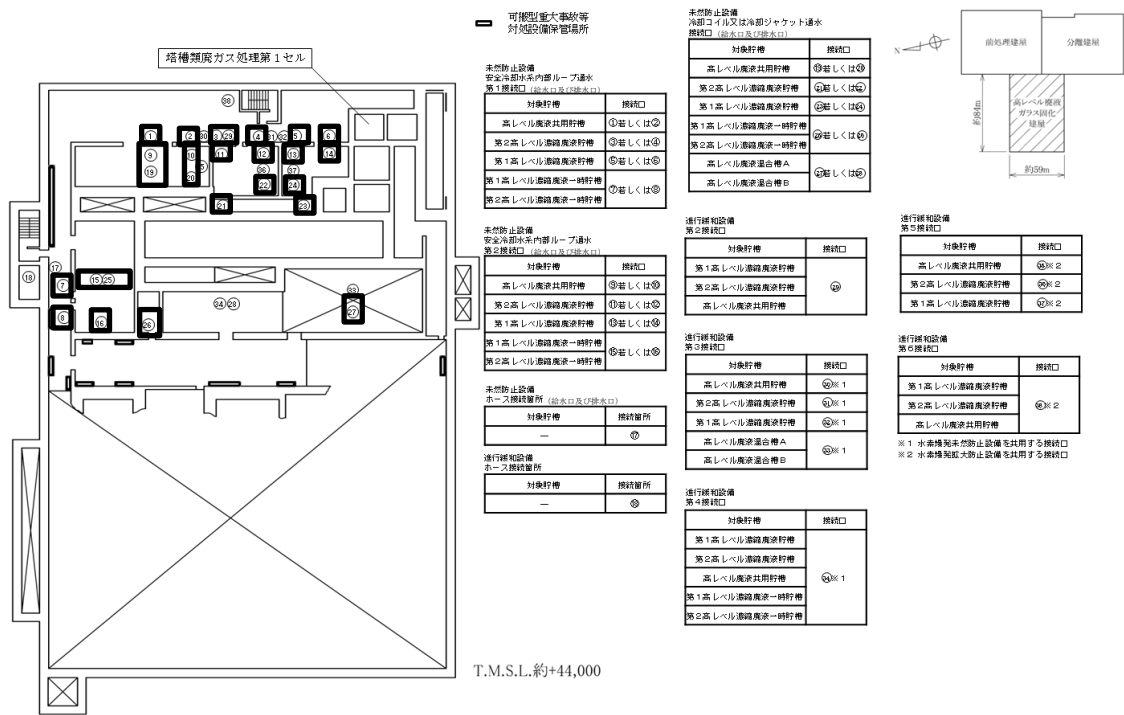 可搬型重大事故等
対処設備保管場所
塔槽類廃ガス処理第1セル
未然防止設備
安全冷却水系内部ループ通水
第1接続口 (給水口及び排水口)
対象貯槽 接続口
高レベル廃液共用貯槽 ①若しくは②
第2高レベル濃縮廃液貯槽 ③若しくは④
第1高レベル濃縮廃液貯槽 ⑤若しくは⑥
第1高レベル濃縮廃液一時貯槽 ⑦若しくは⑧
第2高レベル濃縮廃液一時貯槽
未然防止設備
安全冷却水系内部ループ通水
第2接続口 (給水口及び排水口)
対象貯槽 接続口
高レベル廃液共用貯槽 ⑨若しくは⑩
第2高レベル濃縮廃液貯槽 ⑪若しくは⑫
第1高レベル濃縮廃液貯槽 ⑬若しくは⑭
第1高レベル濃縮廃液一時貯槽 ⑮若しくは⑯
第2高レベル濃縮廃液一時貯槽
未然防止設備
ホース接続箇所 (給水口及び排水口)
対象貯槽 接続箇所
― ⑰
進行緩和設備
ホース接続箇所
対象貯槽 接続箇所
― ⑱
未然防止設備
冷却コイル又は冷却ジャケット通水
接続口 (給水口及び排水口)
対象貯槽 接続口
高レベル廃液共用貯槽 ⑲若しくは⑳
第2高レベル濃縮廃液貯槽 ㉑若しくは㉒
第1高レベル濃縮廃液貯槽 ㉓若しくは㉔
第1高レベル濃縮廃液一時貯槽 ㉕若しくは㉖
第2高レベル濃縮廃液一時貯槽
高レベル廃液混合槽A ㉗若しくは㉘
高レベル廃液混合槽B
進行緩和設備
第2接続口
対象貯槽 接続口
第1高レベル濃縮廃液貯槽 ㉙
第2高レベル濃縮廃液貯槽
高レベル廃液共用貯槽
進行緩和設備
第3接続口
対象貯槽 接続口
高レベル廃液共用貯槽 ㉚※1
第2高レベル濃縮廃液貯槽 ㉛※1
第1高レベル濃縮廃液貯槽 ㉜※1
高レベル廃液混合槽A ㉝※1
高レベル廃液混合槽B
進行緩和設備
第4接続口
対象貯槽 接続口
第1高レベル濃縮廃液貯槽 ㉞※1
第2高レベル濃縮廃液貯槽
高レベル廃液共用貯槽
第1高レベル濃縮廃液一時貯槽
第2高レベル濃縮廃液一時貯槽
進行緩和設備
第5接続口
対象貯槽 接続口
高レベル廃液共用貯槽 ㉟※2
第2高レベル濃縮廃液貯槽 ㊱※2
第1高レベル濃縮廃液貯槽 ㊲※2
進行緩和設備
第6接続口
対象貯槽 接続口
第1高レベル濃縮廃液貯槽 ㊳※2
第2高レベル濃縮廃液貯槽
高レベル廃液共用貯槽
※1 水素爆発未然防止設備を共用する接続口
※2 水素爆発拡大防止設備を共用する接続口
N
前処理建屋
分離建屋
高レベル廃液
ガラス固化
建屋
約84m
約59m
㊳
① ② ㉚ ③ ㉙ ④ ㉛ ㉜ ⑤ ⑥
⑨ ⑩ ⑪ ⑫ ⑬ ⑭
⑲ ⑳ ㊱ ㊲
㉒ ㉔
㉑ ㉓
⑰
⑱ ⑦ ⑮ ㉕
㉞ ㉘ ㉝
㉗
⑧ ⑯ ㉖
T.M.S.L.約+44,000